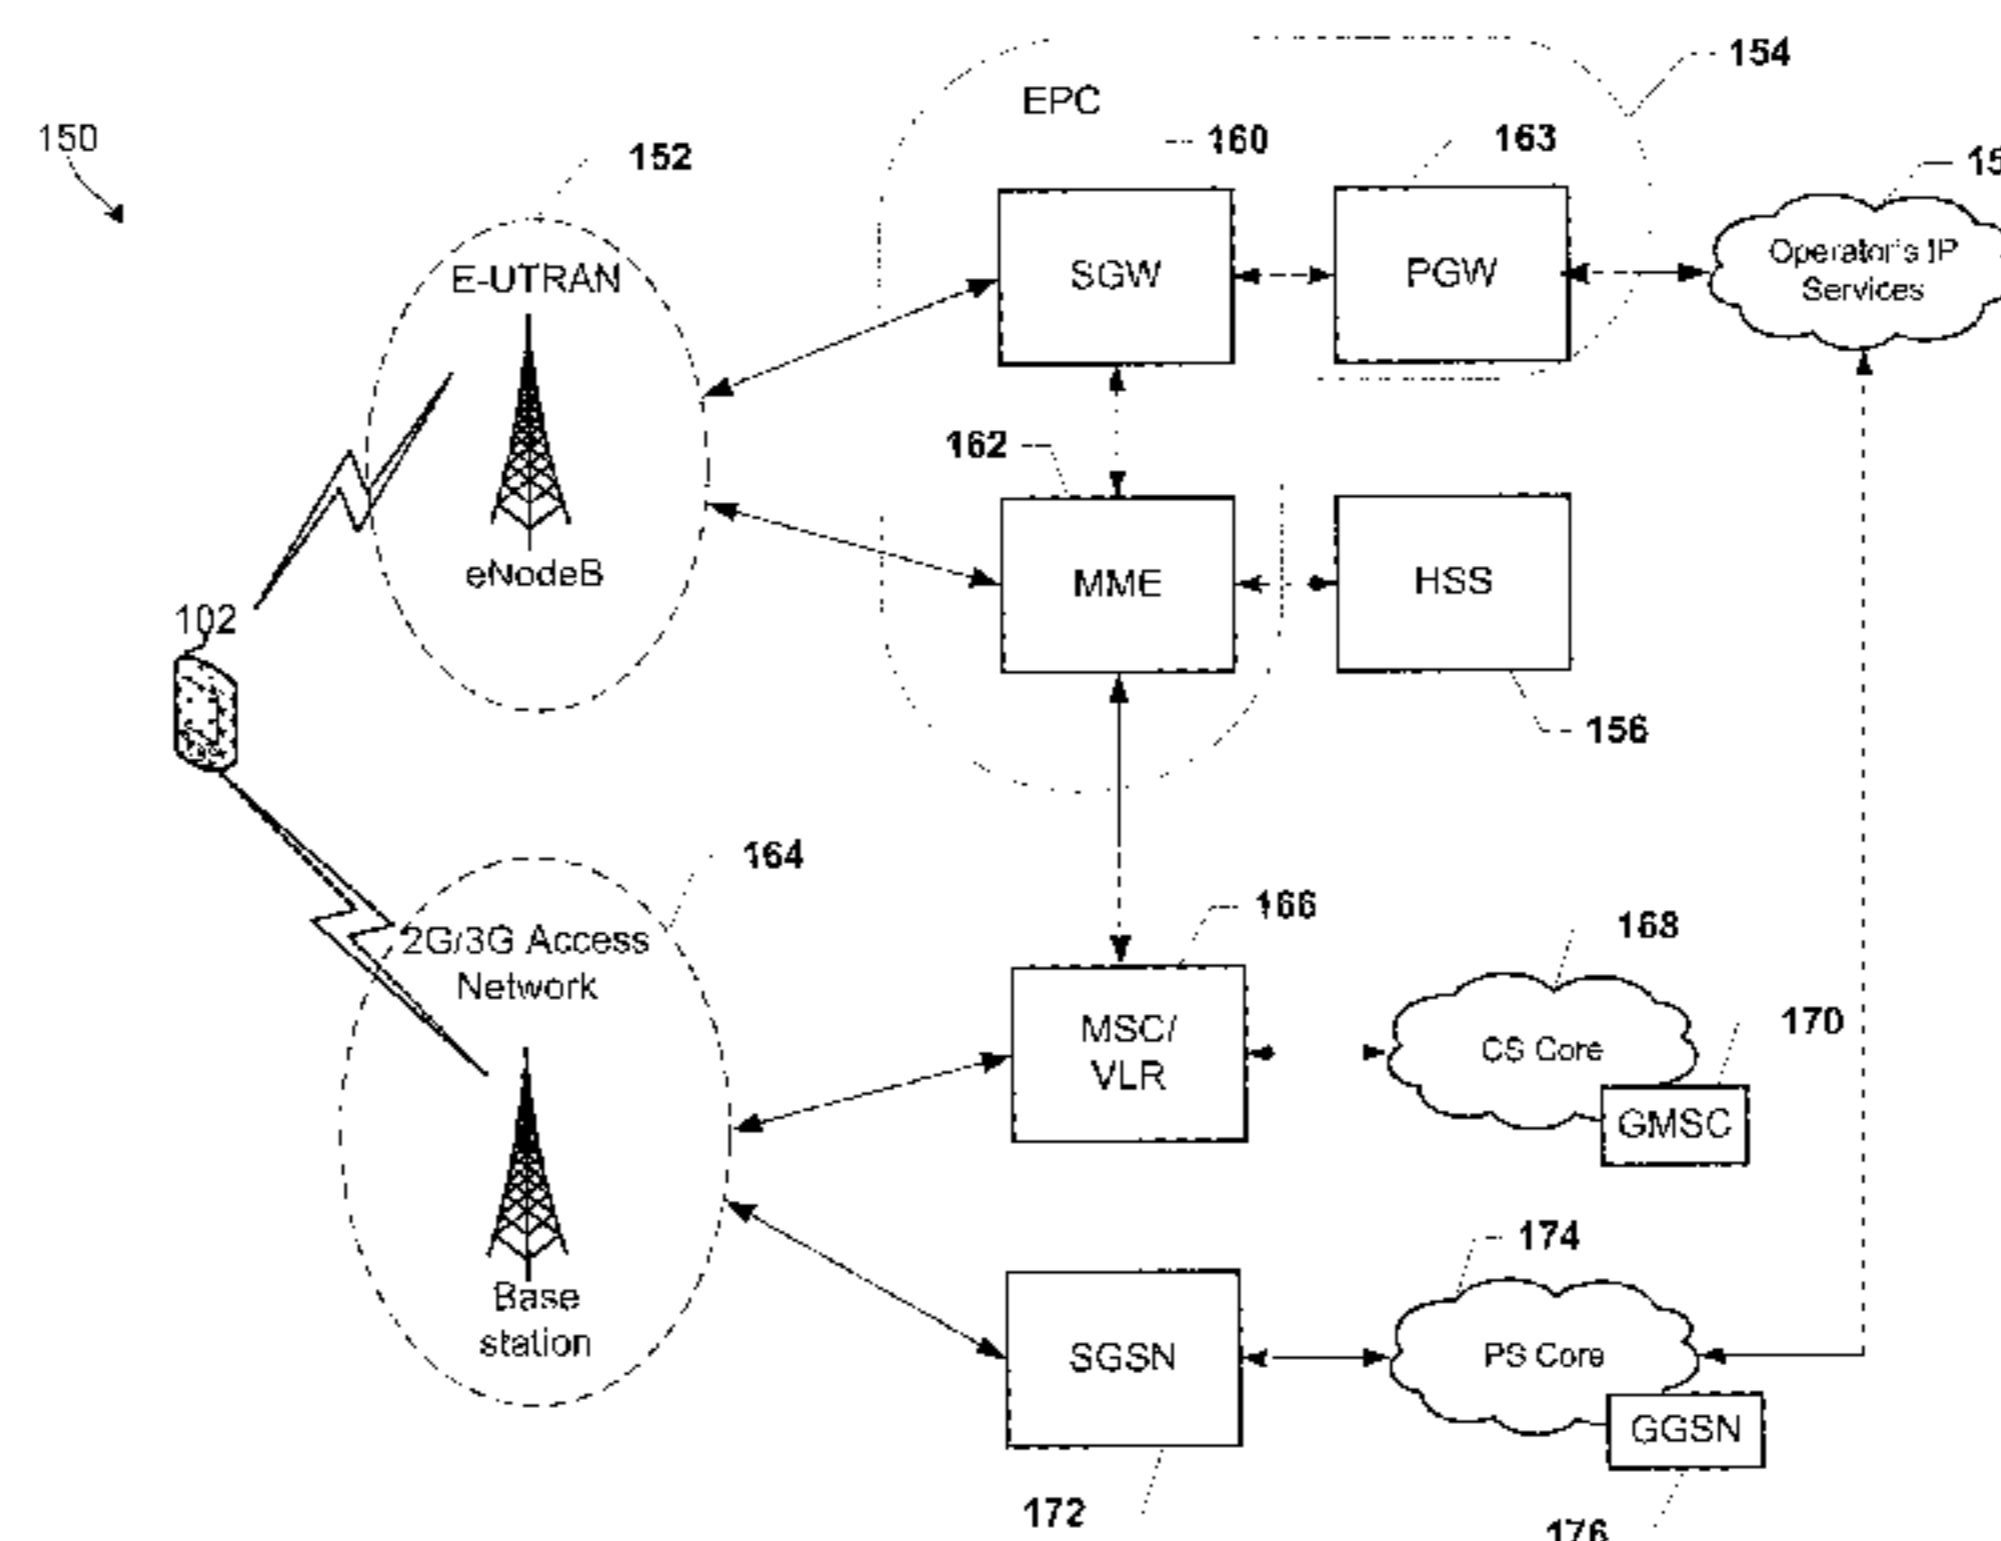 154
EPC
150
160
163
152
15
E-UTRAN
SGW
PGW
Operator's IP
Services
162
eNodeB
MME
HSS
102
156
164
166
168
2G/3G Access
Network
170
MSC/
VLR
CS Core
GMSC
174
Base
station
SGSN
PS Core
GGSN
172
176